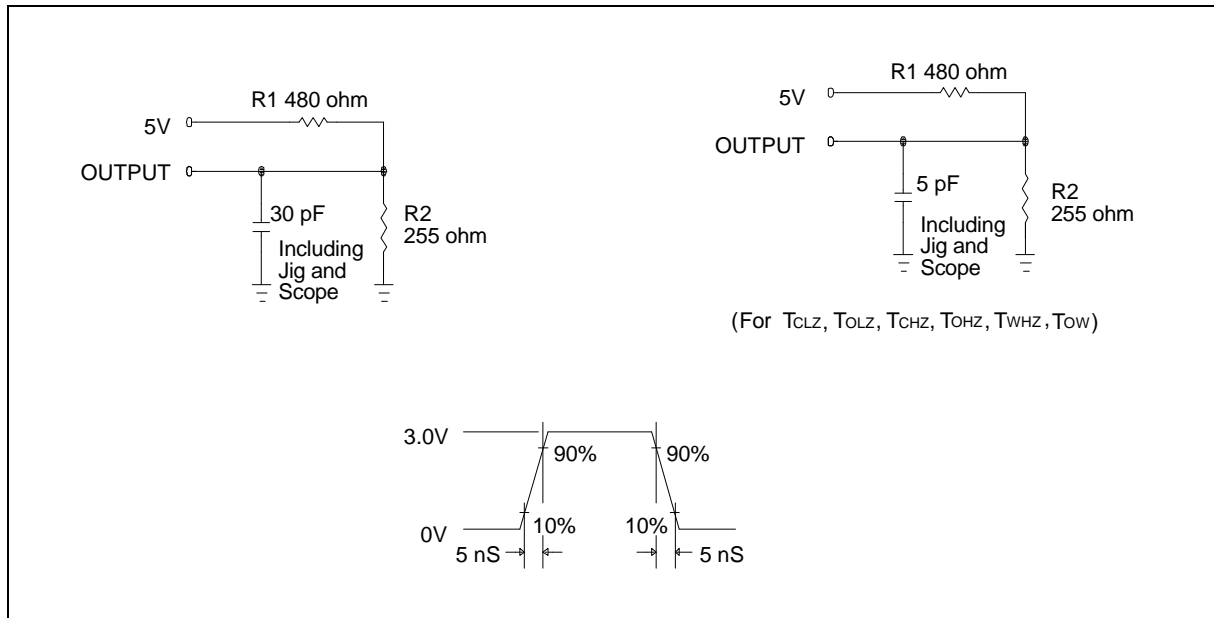 R1 480 ohm
5V
OUTPUT
30 pF
R2
255 ohm
Including
Jig and
Scope
R1 480 ohm
5V
OUTPUT
5 pF
R2
255 ohm
Including
Jig and
Scope
(For TCLZ, TOLZ, TCHZ, TOHZ, TWHZ, TOW)
3.0V
90% 90%
0V
10% 10%
5 nS 5 nS